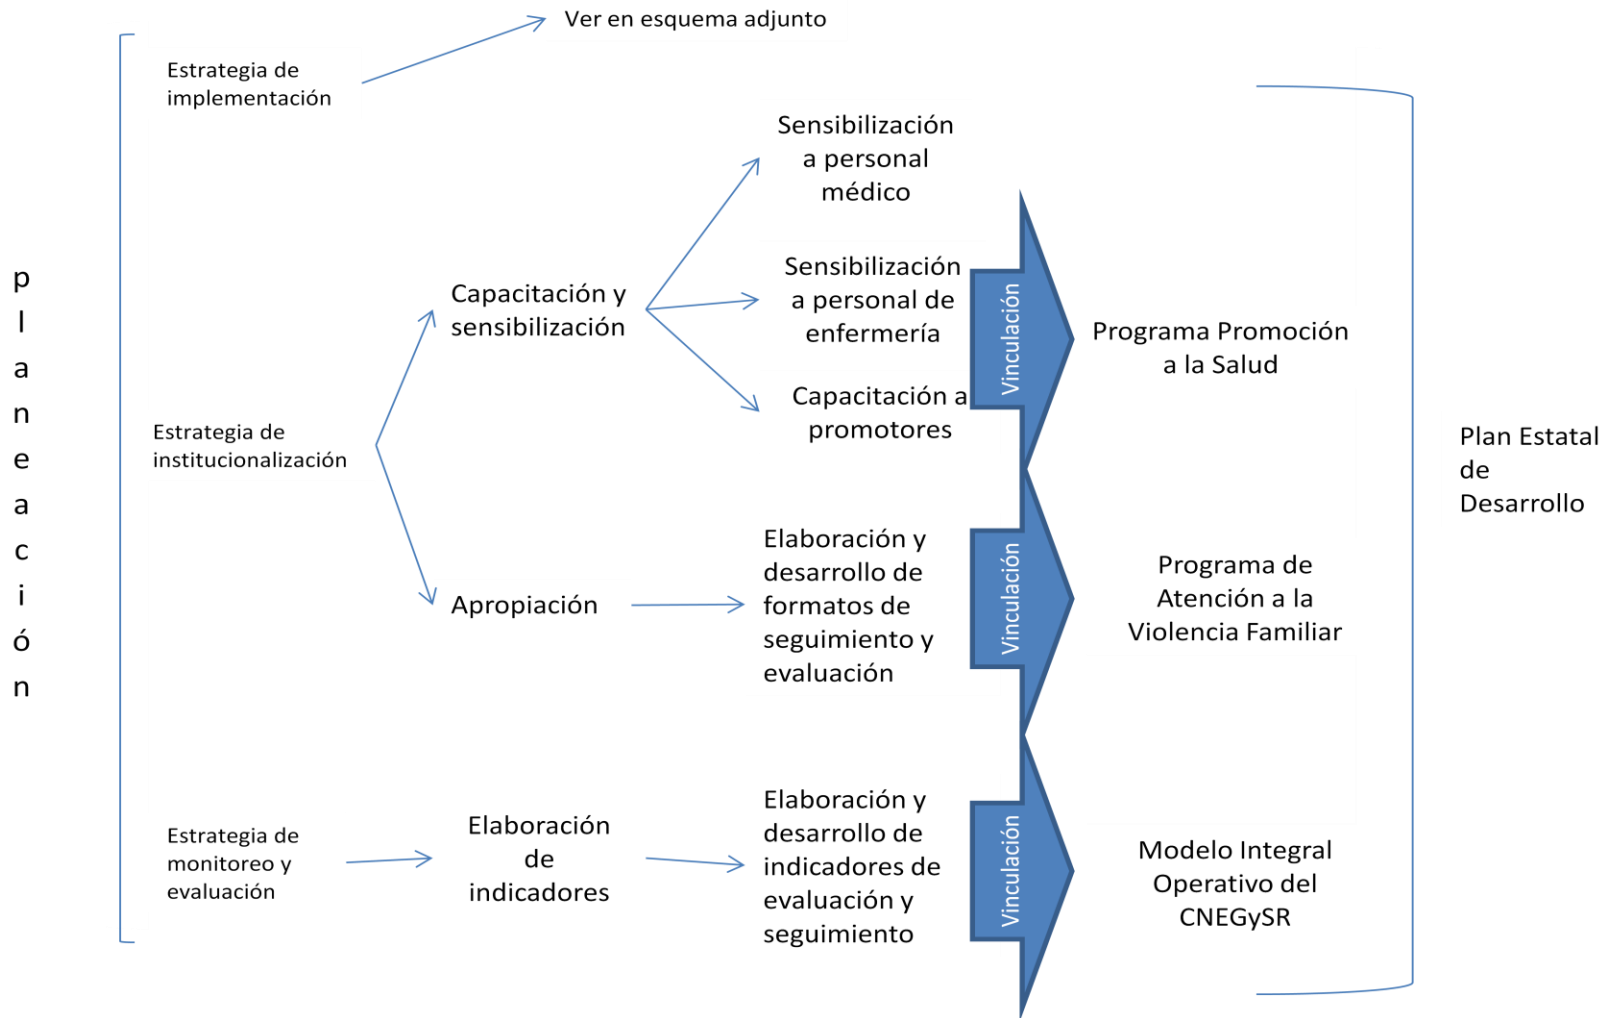 planeación
Ver en esquema adjunto
Estrategia de
implementación
Estrategia de
institucionalización
Capacitación y
sensibilización
Sensibilización
a personal
médico
Sensibilización
a personal de
enfermería
Capacitación a
promotores
Vinculación
Programa Promoción
a la Salud
Apropiación
Elaboración y
desarrollo de
formatos de
seguimiento y
evaluación
Vinculación
Programa de
Atención a la
Violencia Familiar
Estrategia de
monitoreo y
evaluación
Elaboración
de
indicadores
Elaboración y
desarrollo de
indicadores de
evaluación y
seguimiento
Vinculación
Modelo Integral
Operativo del
CNEGySR
Plan Estatal
de
Desarrollo